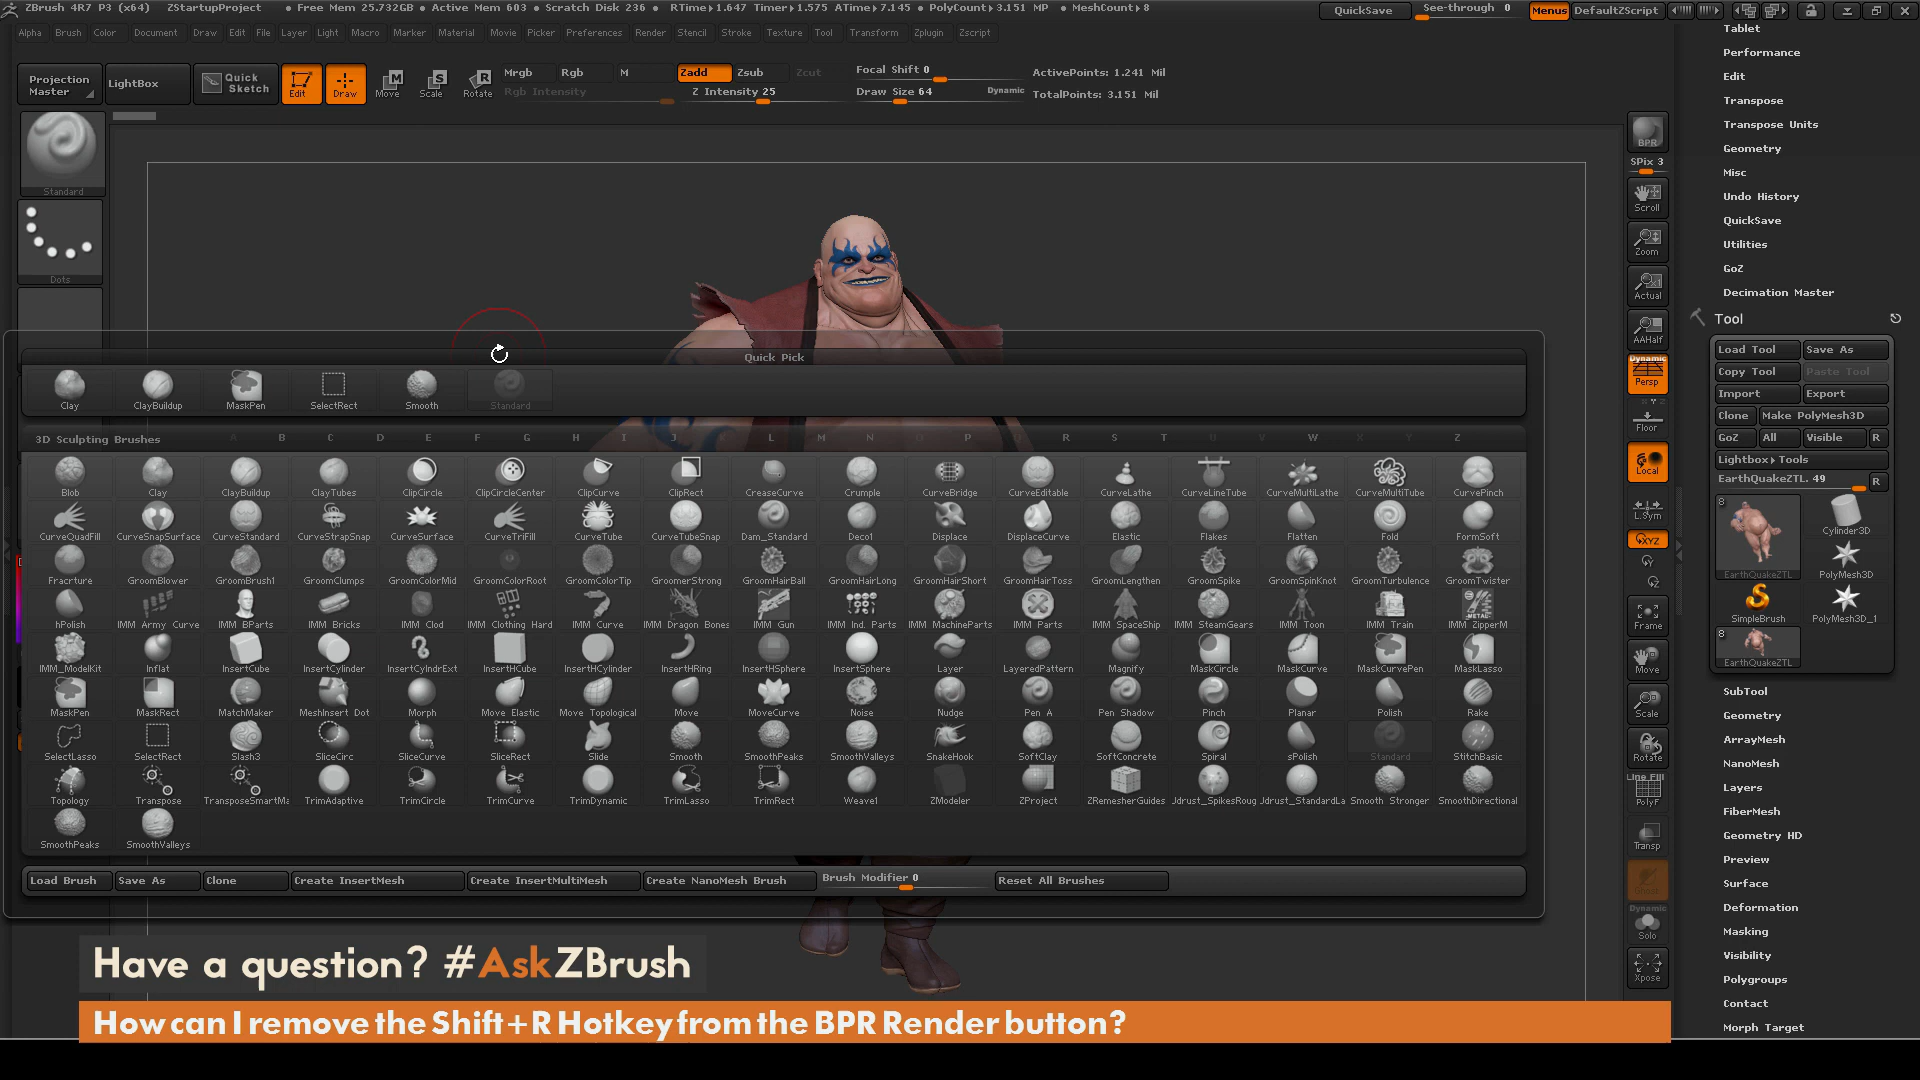 ZBrush 4R7 P3 (x64) ZStartupProject • Free Mem 25.732GB • Active Mem 603 • Scratch Disk 236 • RTime▸1.647 Timer▸1.575 ATime▸7.145 • PolyCount▸3.151 MP • MeshCount▸8 QuickSave See-through 0 Menus DefaultZScript
Alpha Brush Color Document Draw Edit File Layer Light Macro Marker Material Movie Picker Preferences Render Stencil Stroke Texture Tool Transform Zplugin Zscript
Projection Master LightBox Quick Sketch Edit Draw Move Scale Rotate
Mrgb Rgb M Zadd Zsub Zcut Focal Shift 0 ActivePoints: 1.241 Mil
Rgb Intensity Z Intensity 25 Draw Size 64 Dynamic TotalPoints: 3.151 Mil
Standard
Dots
Quick Pick
Clay ClayBuildup MaskPen SelectRect Smooth Standard
3D Sculpting Brushes A B C D E F G H I J K L M N O P Q R S T U V W X Y Z
Blob Clay ClayBuildup ClayTubes ClipCircle ClipCircleCenter ClipCurve ClipRect CreaseCurve Crumple CurveBridge CurveEditable CurveLathe CurveLineTube CurveMultiLathe CurveMultiTube CurvePinch
CurveQuadFill CurveSnapSurface CurveStandard CurveStrapSnap CurveSurface CurveTriFill CurveTube CurveTubeSnap Dam_Standard Deco1 Displace DisplaceCurve Elastic Flakes Flatten Fold FormSoft
Fracrture GroomBlower GroomBrush1 GroomClumps GroomColorMid GroomColorRoot GroomColorTip GroomerStrong GroomHairBall GroomHairLong GroomHairShort GroomHairToss GroomLengthen GroomSpike GroomSpinKnot GroomTurbulence GroomTwister
hPolish IMM Army Curve IMM BParts IMM Bricks IMM Clod IMM Clothing Hard IMM Curve IMM Dragon Bones IMM Gun IMM Ind. Parts IMM MachineParts IMM Parts IMM SpaceShip IMM SteamGears IMM Toon IMM Train IMM ZipperM
IMM_ModelKit Inflat InsertCube InsertCylinder InsertCylndrExt InsertHCube InsertHCylinder InsertHRing InsertHSphere InsertSphere Layer LayeredPattern Magnify MaskCircle MaskCurve MaskCurvePen MaskLasso
MaskPen MaskRect MatchMaker MeshInsert Dot Morph Move Elastic Move Topological Move MoveCurve Noise Nudge Pen A Pen Shadow Pinch Planar Polish Rake
SelectLasso SelectRect Slash3 SliceCirc SliceCurve SliceRect Slide Smooth SmoothPeaks SmoothValleys SnakeHook SoftClay SoftConcrete Spiral sPolish Standard StitchBasic
Topology Transpose TransposeSmartMa TrimAdaptive TrimCircle TrimCurve TrimDynamic TrimLasso TrimRect Weave1 ZModeler ZProject ZRemesherGuides Jdrust_SpikesRoug Jdrust_StandardLa Smooth Stronger SmoothDirectional
SmoothPeaks SmoothValleys
Load Brush Save As Clone Create InsertMesh Create InsertMultiMesh Create NanoMesh Brush Brush Modifier 0 Reset All Brushes
BPR
SPix 3
Scroll
Zoom
Actual
AAHalf
Dynamic
Persp
Floor
Local
L.Sym
XYZ
Frame
Move
Scale
Rotate
Line Fill
PolyF
Transp
Ghost
Dynamic
Solo
Xpose
Tablet
Performance
Edit
Transpose
Transpose Units
Geometry
Misc
Undo History
QuickSave
Utilities
GoZ
Decimation Master
Tool
Load Tool Save As
Copy Tool Paste Tool
Import Export
Clone Make PolyMesh3D
GoZ All Visible R
Lightbox▸Tools
EarthQuakeZTL. 49 R
8
Cylinder3D
EarthQuakeZTL PolyMesh3D
SimpleBrush PolyMesh3D_1
8
EarthQuakeZTL
SubTool
Geometry
ArrayMesh
NanoMesh
Layers
FiberMesh
Geometry HD
Preview
Surface
Deformation
Masking
Visibility
Polygroups
Contact
Morph Target
Have a question? #AskZBrush
How can I remove the Shift+R Hotkey from the BPR Render button?